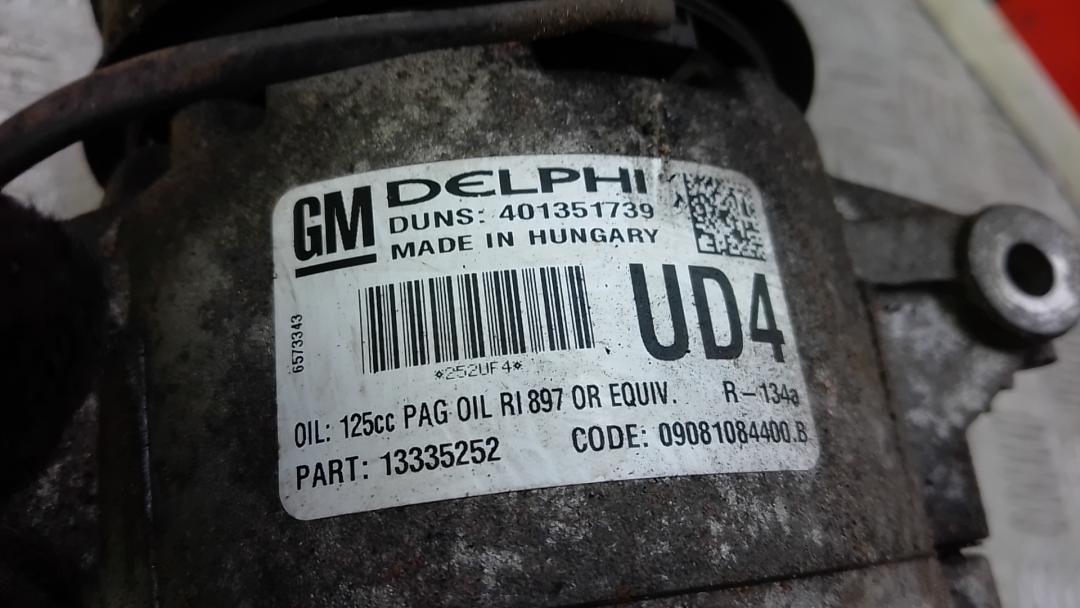 GM
DELPHI
DUNS: 401351739
MADE IN HUNGARY
6573343
*252UF4*
UD4
OIL: 125cc PAG OIL RI 897 OR EQUIV. R-134a
PART: 13335252 CODE: 09081084400.B